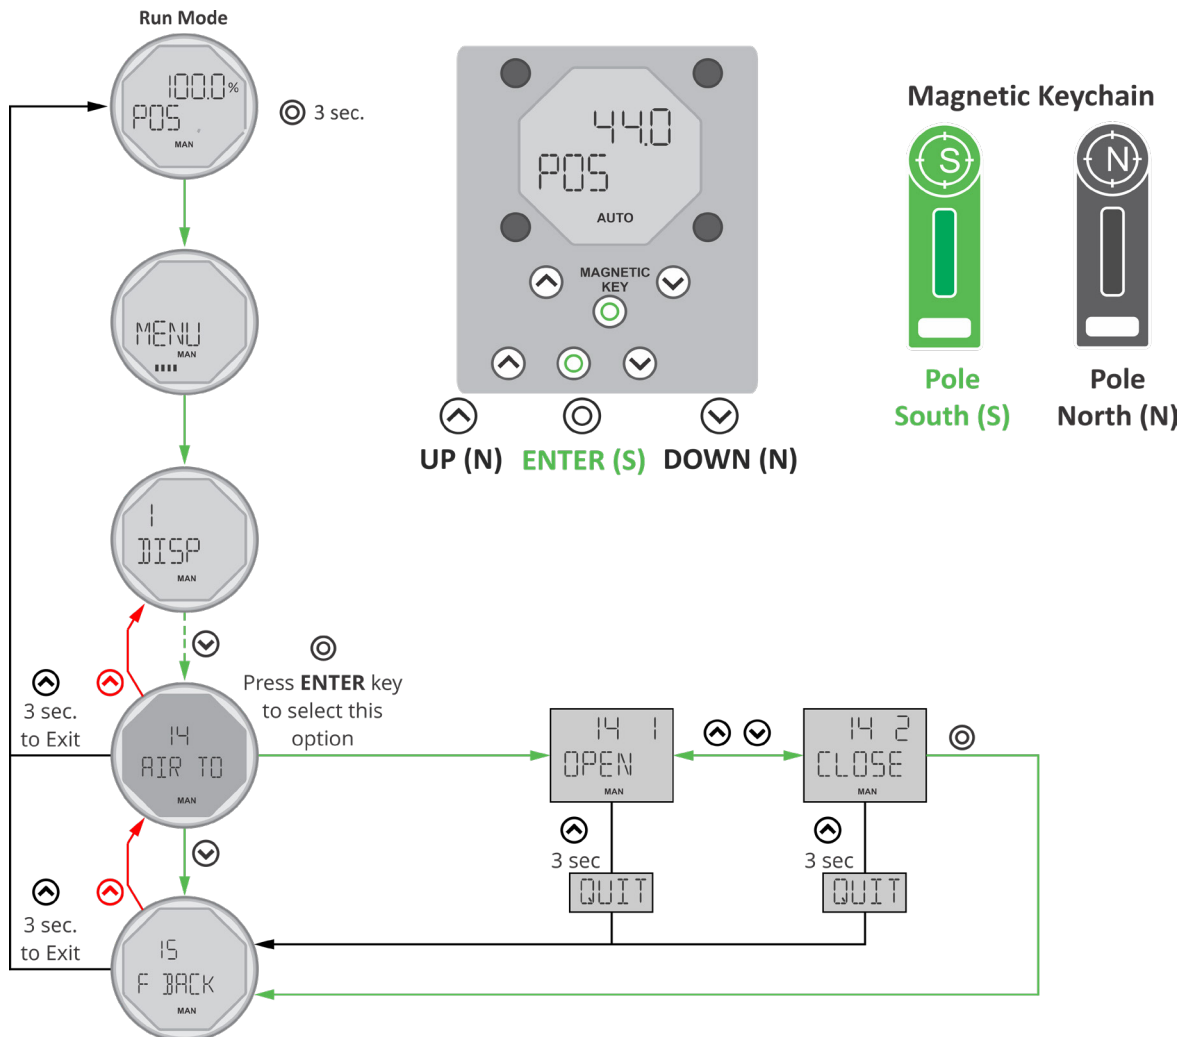 Run Mode
100.0%
POS
MAN
3 sec.
44.0
POS
AUTO
MAGNETIC
KEY
UP (N)
ENTER (S)
DOWN (N)
Magnetic Keychain
S
N
Pole
South (S)
Pole
North (N)
MENU
MAN
1
DISP
MAN
3 sec.
to Exit
14
AIR TO
MAN
Press ENTER key
to select this
option
14 1
OPEN
MAN
14 2
CLOSE
MAN
3 sec
QUIT
3 sec
QUIT
3 sec.
to Exit
15
F BACK
MAN